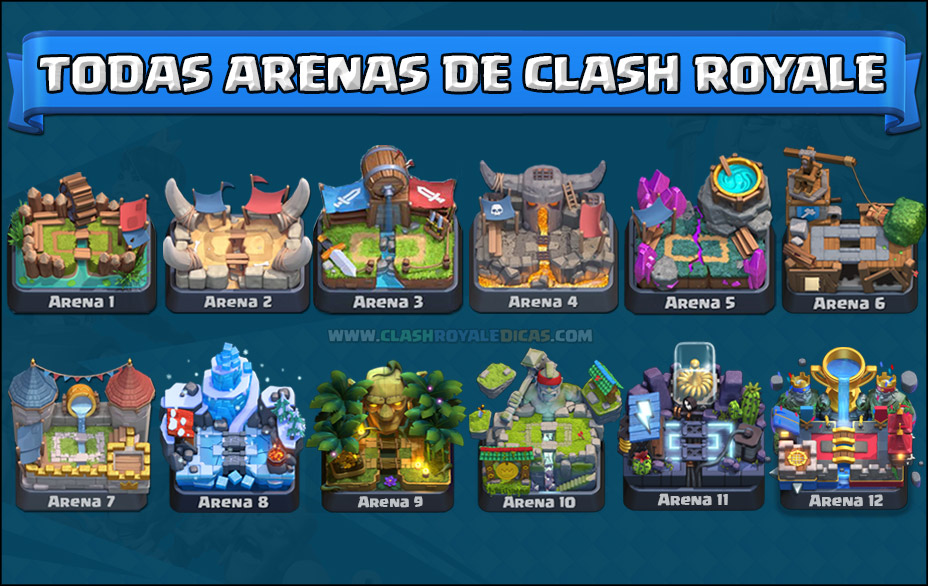 TODAS ARENAS DE CLASH ROYALE
Arena 1
Arena 2
Arena 3
Arena 4
Arena 5
Arena 6
WWW.CLASHROYALEDICAS.COM
Arena 7
Arena 8
Arena 9
Arena 10
Arena 11
Arena 12